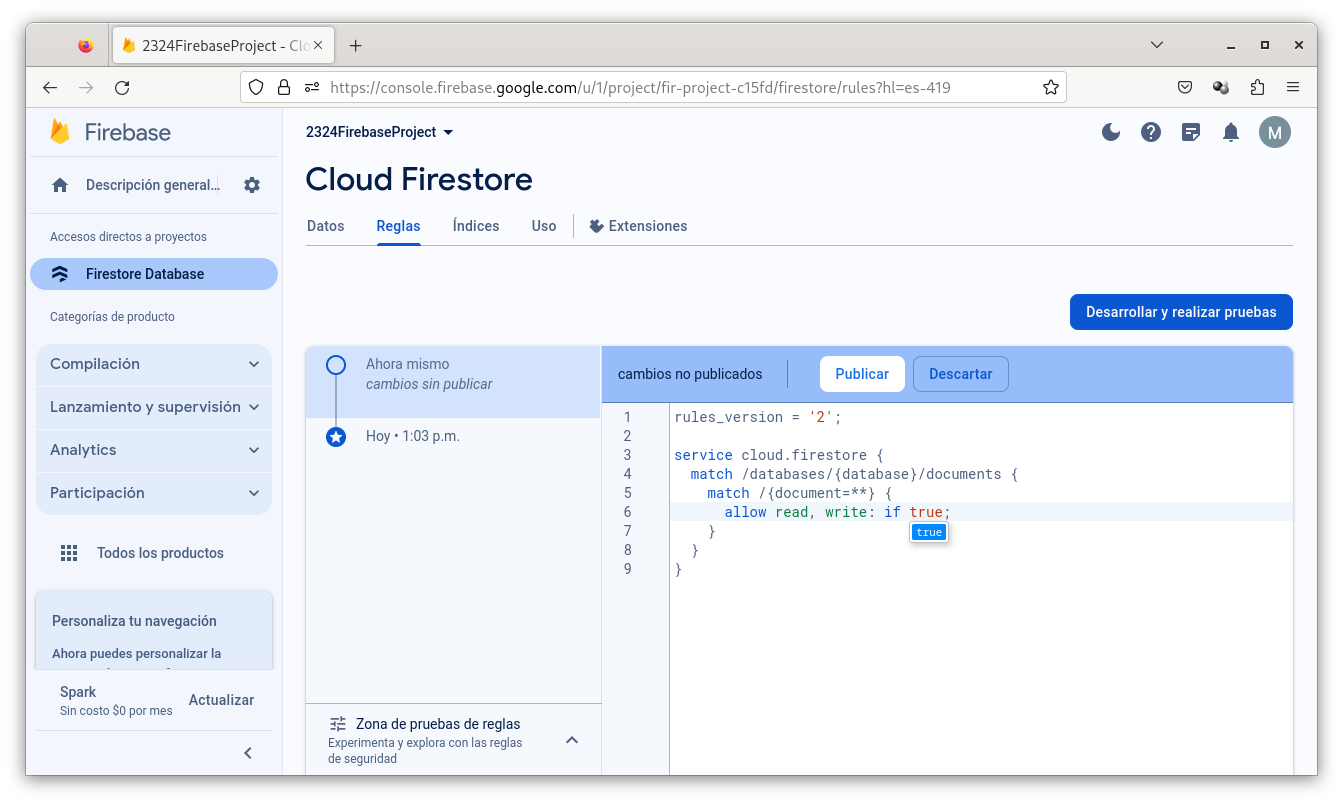 2324FirebaseProject - Clo
https://console.firebase.google.com/u/1/project/fir-project-c15fd/firestore/rules?hl=es-419
Firebase
Descripción general...
Accesos directos a proyectos
Firestore Database
Categorías de producto
Compilación
Lanzamiento y supervisión
Analytics
Participación
Todos los productos
Personaliza tu navegación
Ahora puedes personalizar la
Spark
Sin costo $0 por mes
Actualizar
2324FirebaseProject
M
Cloud Firestore
Datos
Reglas
Índices
Uso
Extensiones
Desarrollar y realizar pruebas
Ahora mismo
cambios sin publicar
Hoy • 1:03 p.m.
Zona de pruebas de reglas
Experimenta y explora con las reglas
de seguridad
cambios no publicados
Publicar
Descartar
1 rules_version = '2';
2
3 service cloud.firestore {
4 match /databases/{database}/documents {
5 match /{document=**} {
6 allow read, write: if true;
true
7 }
8 }
9 }